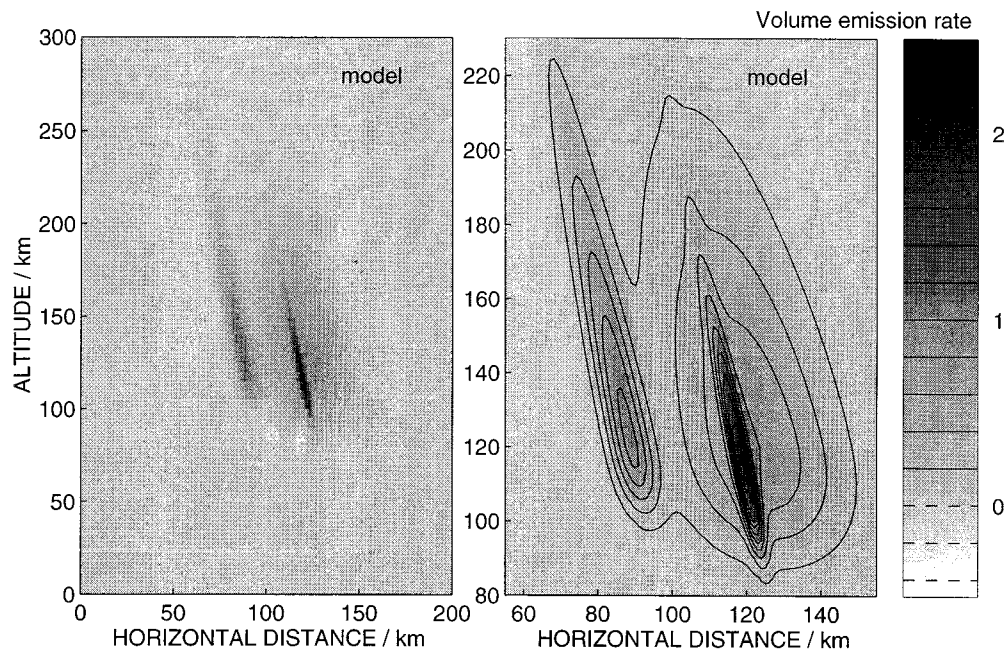 Volume emission rate
300
250
200
150
100
50
0
ALTITUDE / km
model
0 50 100 150 200
HORIZONTAL DISTANCE / km
220
200
180
160
140
120
100
80
model
60 80 100 120 140
HORIZONTAL DISTANCE / km
2
1
0